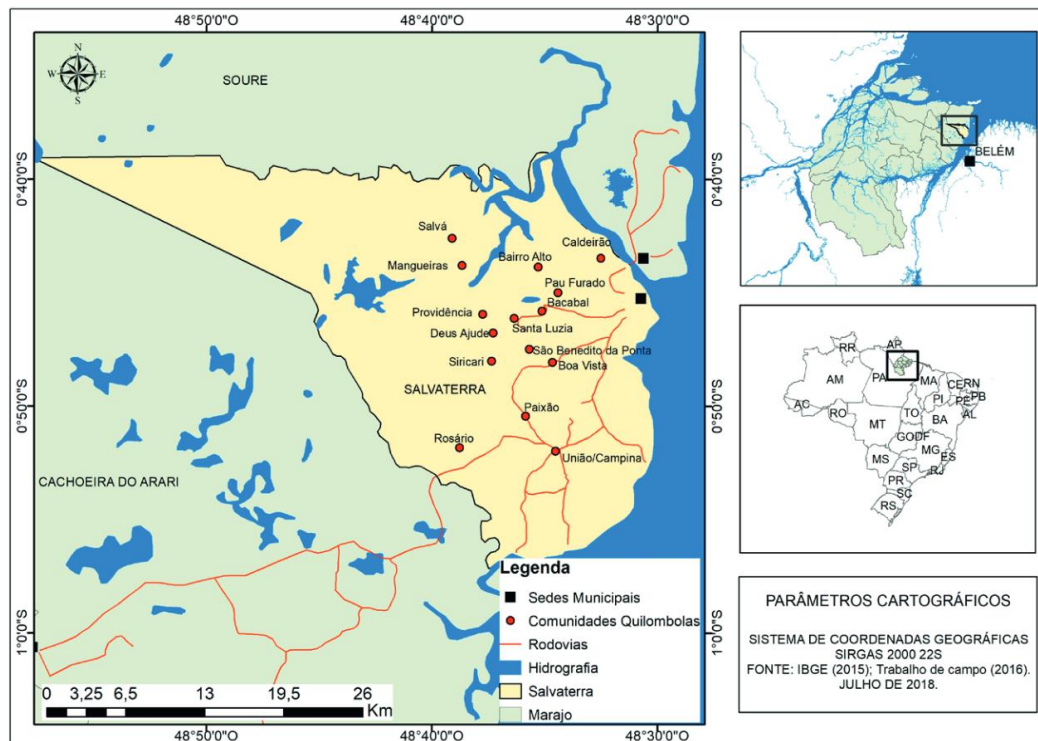 48°50'0"O
48°40'0"O
48°30'0"O
N
W
E
S
SOURE
0°40'0"S
0°40'0"S
Salvá
Caldeirão
Bairro Alto
Mangueiras
Pau Furado
Bacabal
Providência
Santa Luzia
Deus Ajude
São Benedito da Ponta
Siricari
Boa Vista
SALVATERRA
0°50'0"S
0°50'0"S
Paixão
Rosário
União/Campina
CACHOEIRA DO ARARI
Legenda
Sedes Municipais
Comunidades Quilombolas
Rodovias
Hidrografia
Salvaterra
Marajo
1°0'0"S
1°0'0"S
0 3,25 6,5 13 19,5 26
Km
48°50'0"O
48°40'0"O
48°30'0"O
BELÉM
RR
AP
AM
PA
MA
CE
RN
PI
PB
PE
AC
AL
RO
TO
BA
MT
GO
DF
MG
ES
MS
SP
RJ
PR
SC
RS
PARÂMETROS CARTOGRÁFICOS
SISTEMA DE COORDENADAS GEOGRÁFICAS
SIRGAS 2000 22S
FONTE: IBGE (2015); Trabalho de campo (2016).
JULHO DE 2018.